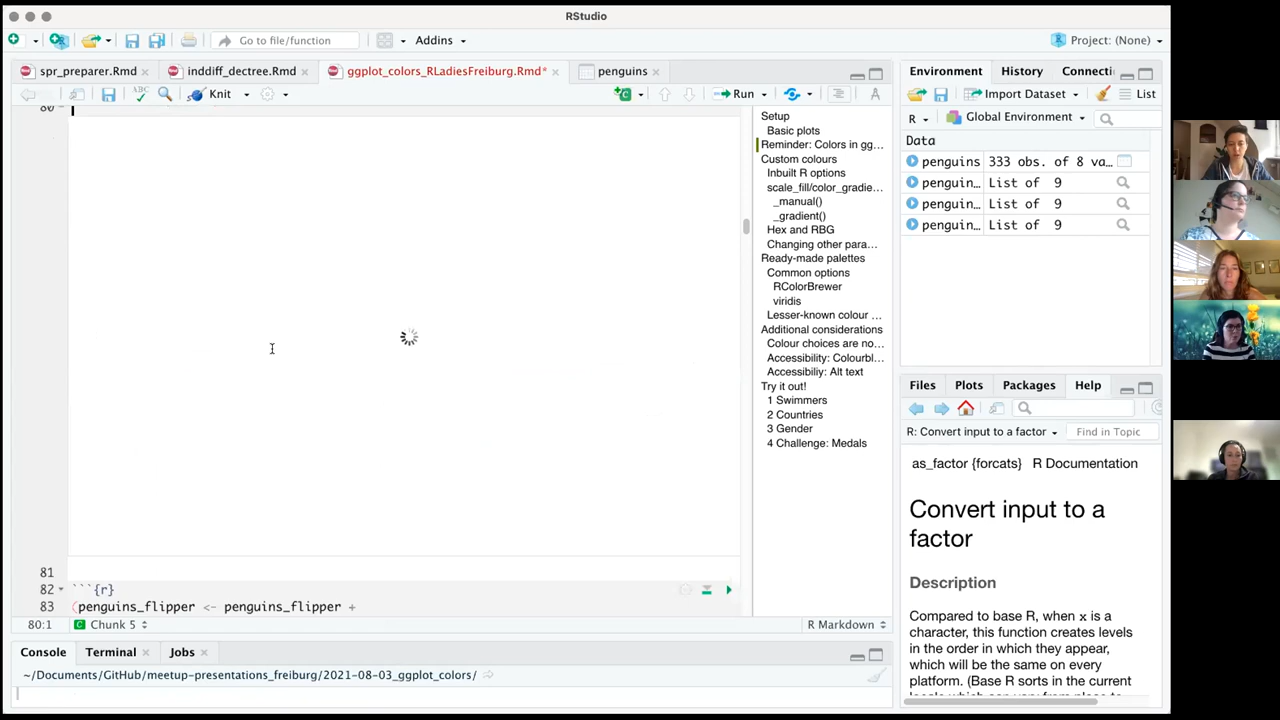 RStudio
Go to file/function
Addins
Project: (None)
spr_preparer.Rmd
inddiff_dectree.Rmd
ggplot_colors_RLadiesFreiburg.Rmd*
penguins
ABC
Knit
Run
80
81
82 ```{r}
83 (penguins_flipper <- penguins_flipper +
80:1
Chunk 5
R Markdown
Setup
Basic plots
Reminder: Colors in gg...
Custom colours
Inbuilt R options
scale_fill/color_gradie...
_manual()
_gradient()
Hex and RBG
Changing other para...
Ready-made palettes
Common options
RColorBrewer
viridis
Lesser-known colour ...
Additional considerations
Colour choices are no...
Accessibility: Colourbl...
Accessibiliy: Alt text
Try it out!
1 Swimmers
2 Countries
3 Gender
4 Challenge: Medals
Console
Terminal
Jobs
~/Documents/GitHub/meetup-presentations_freiburg/2021-08-03_ggplot_colors/
Environment
History
Connecti
Import Dataset
List
R
Global Environment
Data
penguins 333 obs. of 8 va...
penguin... List of 9
penguin... List of 9
penguin... List of 9
Files
Plots
Packages
Help
R: Convert input to a factor
Find in Topic
as_factor {forcats}
R Documentation
Convert input to a
factor
Description
Compared to base R, when x is a
character, this function creates levels
in the order in which they appear,
which will be the same on every
platform. (Base R sorts in the current